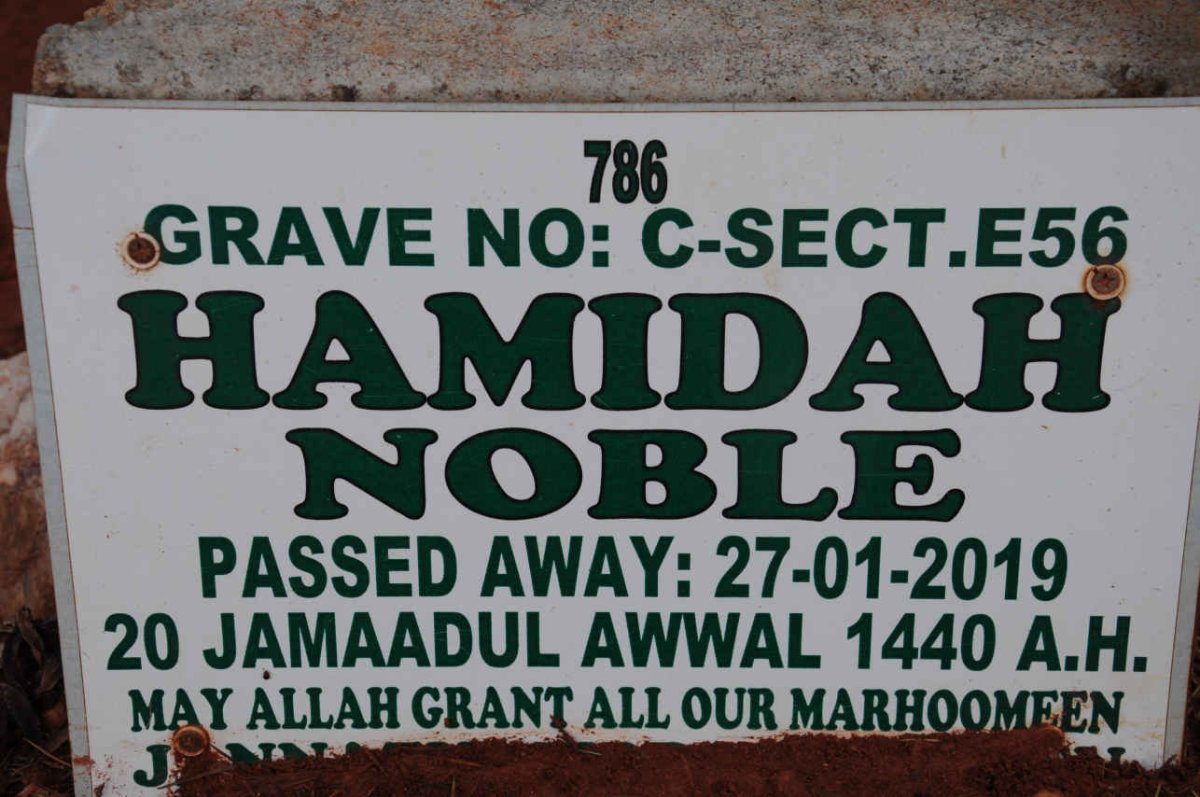 786
GRAVE NO: C-SECT.E56
HAMIDAH
NOBLE
PASSED AWAY: 27-01-2019
20 JAMAADUL AWWAL 1440 A.H.
MAY ALLAH GRANT ALL OUR MARHOOMEEN